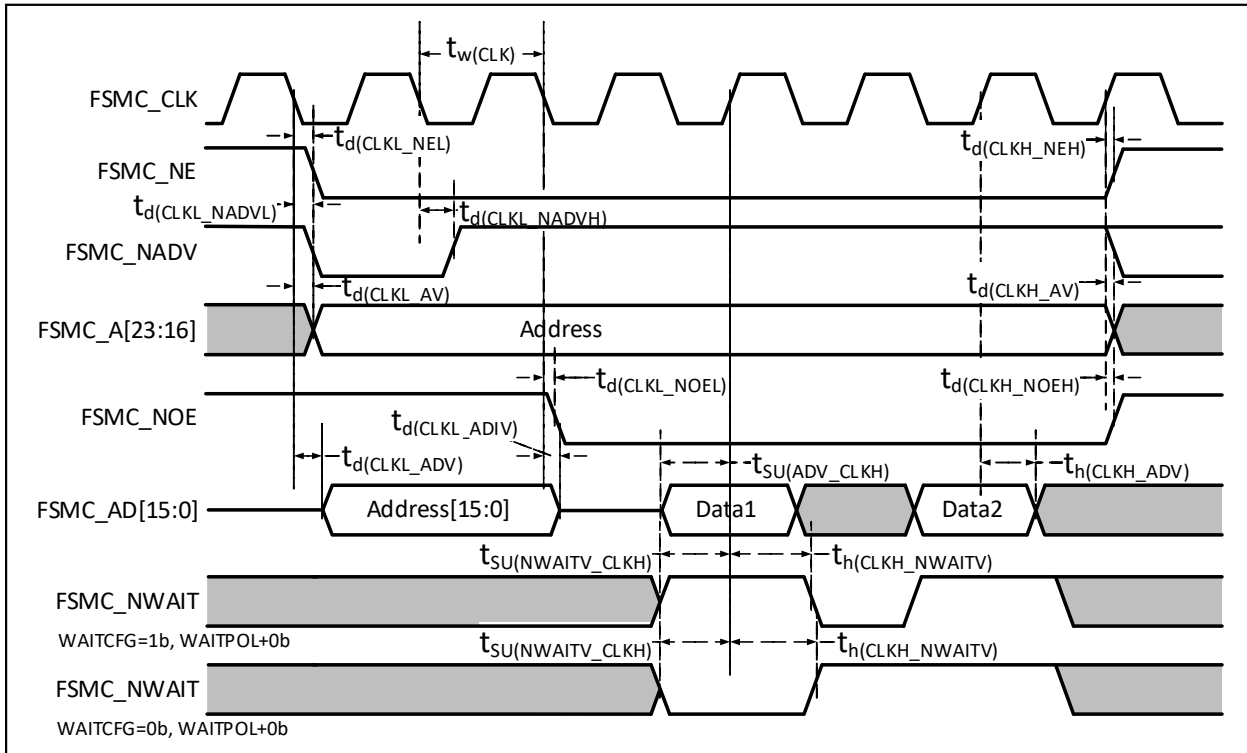 t_w(CLK)
FSMC_CLK
t_d(CLKL_NEL)
t_d(CLKH_NEH)
FSMC_NE
t_d(CLKL_NADVL)
t_d(CLKL_NADVH)
FSMC_NADV
t_d(CLKL_AV)
t_d(CLKH_AV)
FSMC_A[23:16]
Address
t_d(CLKL_NOEL)
t_d(CLKH_NOEH)
FSMC_NOE
t_d(CLKL_ADIV)
t_d(CLKL_ADV)
t_SU(ADV_CLKH)
t_h(CLKH_ADV)
FSMC_AD[15:0]
Address[15:0]
Data1
Data2
t_SU(NWAITV_CLKH)
t_h(CLKH_NWAITV)
FSMC_NWAIT
WAITCFG=1b, WAITPOL+0b
t_SU(NWAITV_CLKH)
t_h(CLKH_NWAITV)
FSMC_NWAIT
WAITCFG=0b, WAITPOL+0b